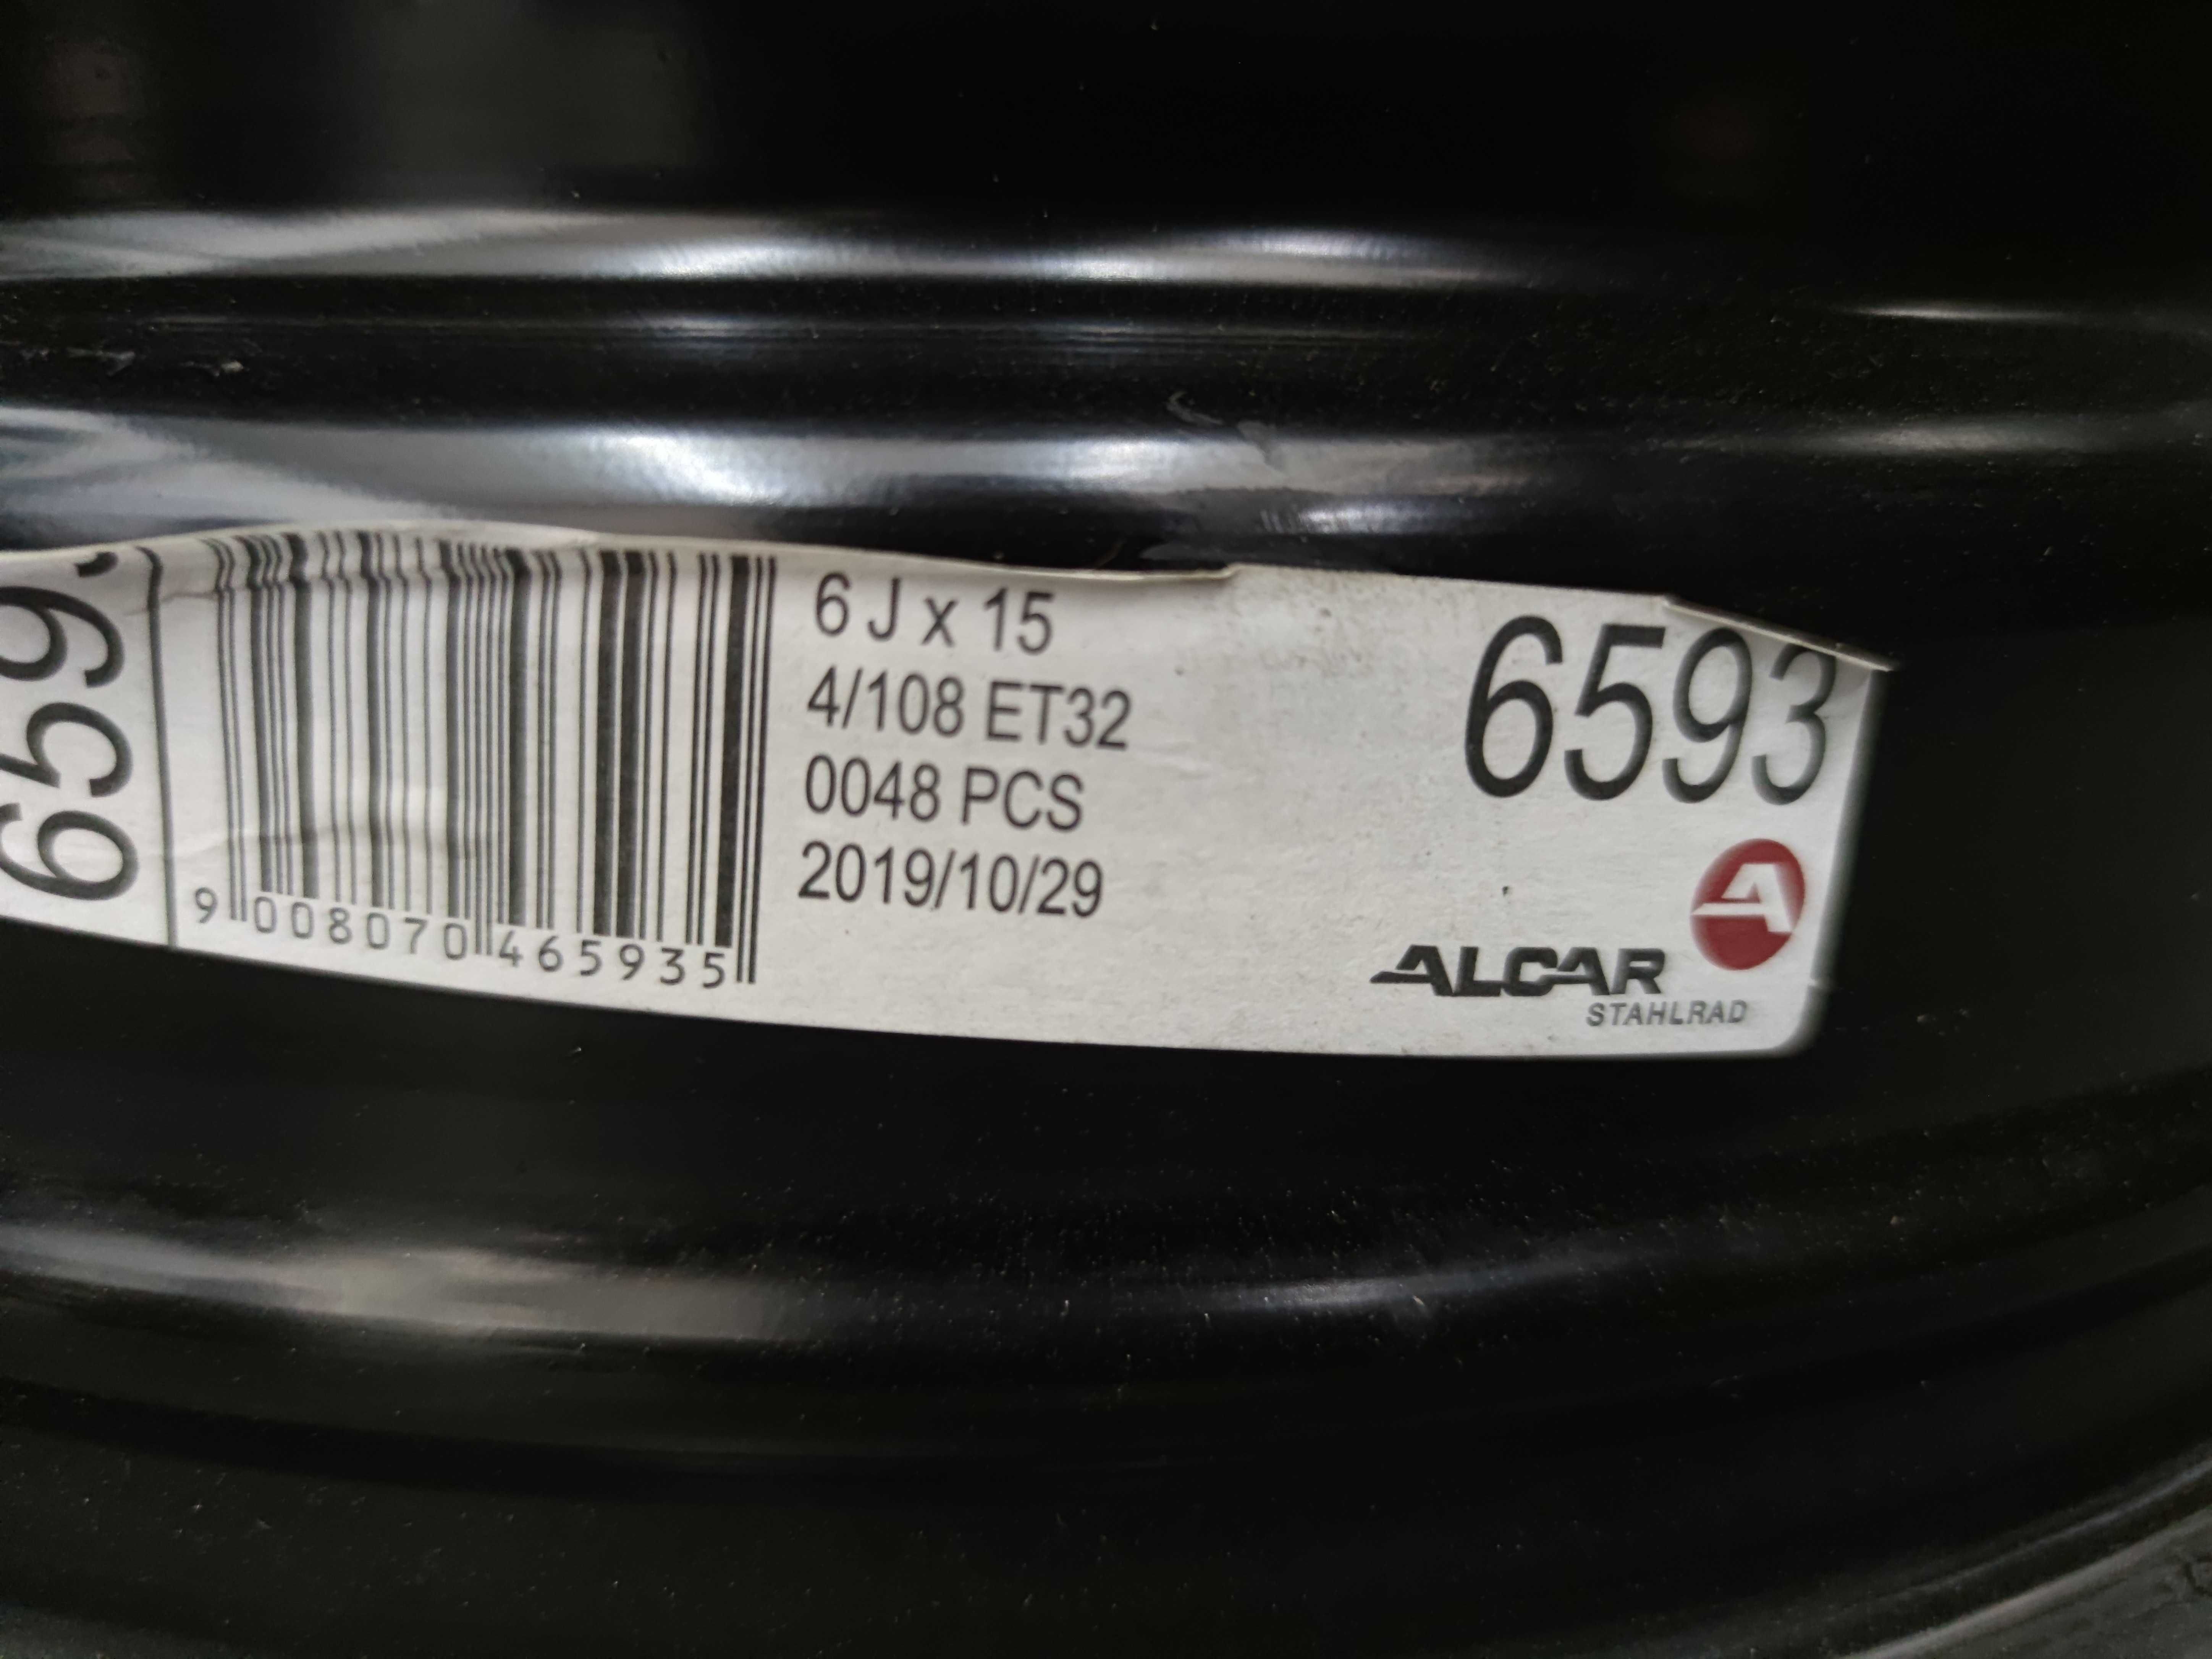 659
9 008070 465935
6 J x 15
4/108 ET32
0048 PCS
2019/10/29
6593
A
ALCAR
STAHLRAD